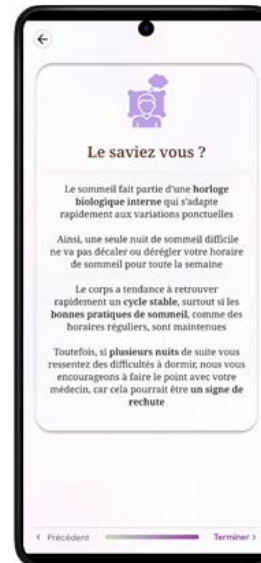 Le saviez vous ?
Le sommeil fait partie d'une horloge
biologique interne qui s'adapte
rapidement aux variations ponctuelles
Ainsi, une seule nuit de sommeil difficile
ne va pas décaler ou dérégler votre horaire
de sommeil pour toute la semaine
Le corps a tendance à retrouver
rapidement un cycle stable, surtout si les
bonnes pratiques de sommeil, comme des
horaires réguliers, sont maintenues
Toutefois, si plusieurs nuits de suite vous
ressentez des difficultés à dormir, nous vous
encourageons à faire le point avec votre
médecin, car cela pourrait être un signe de
rechute
‹ Précédent
Terminer ›